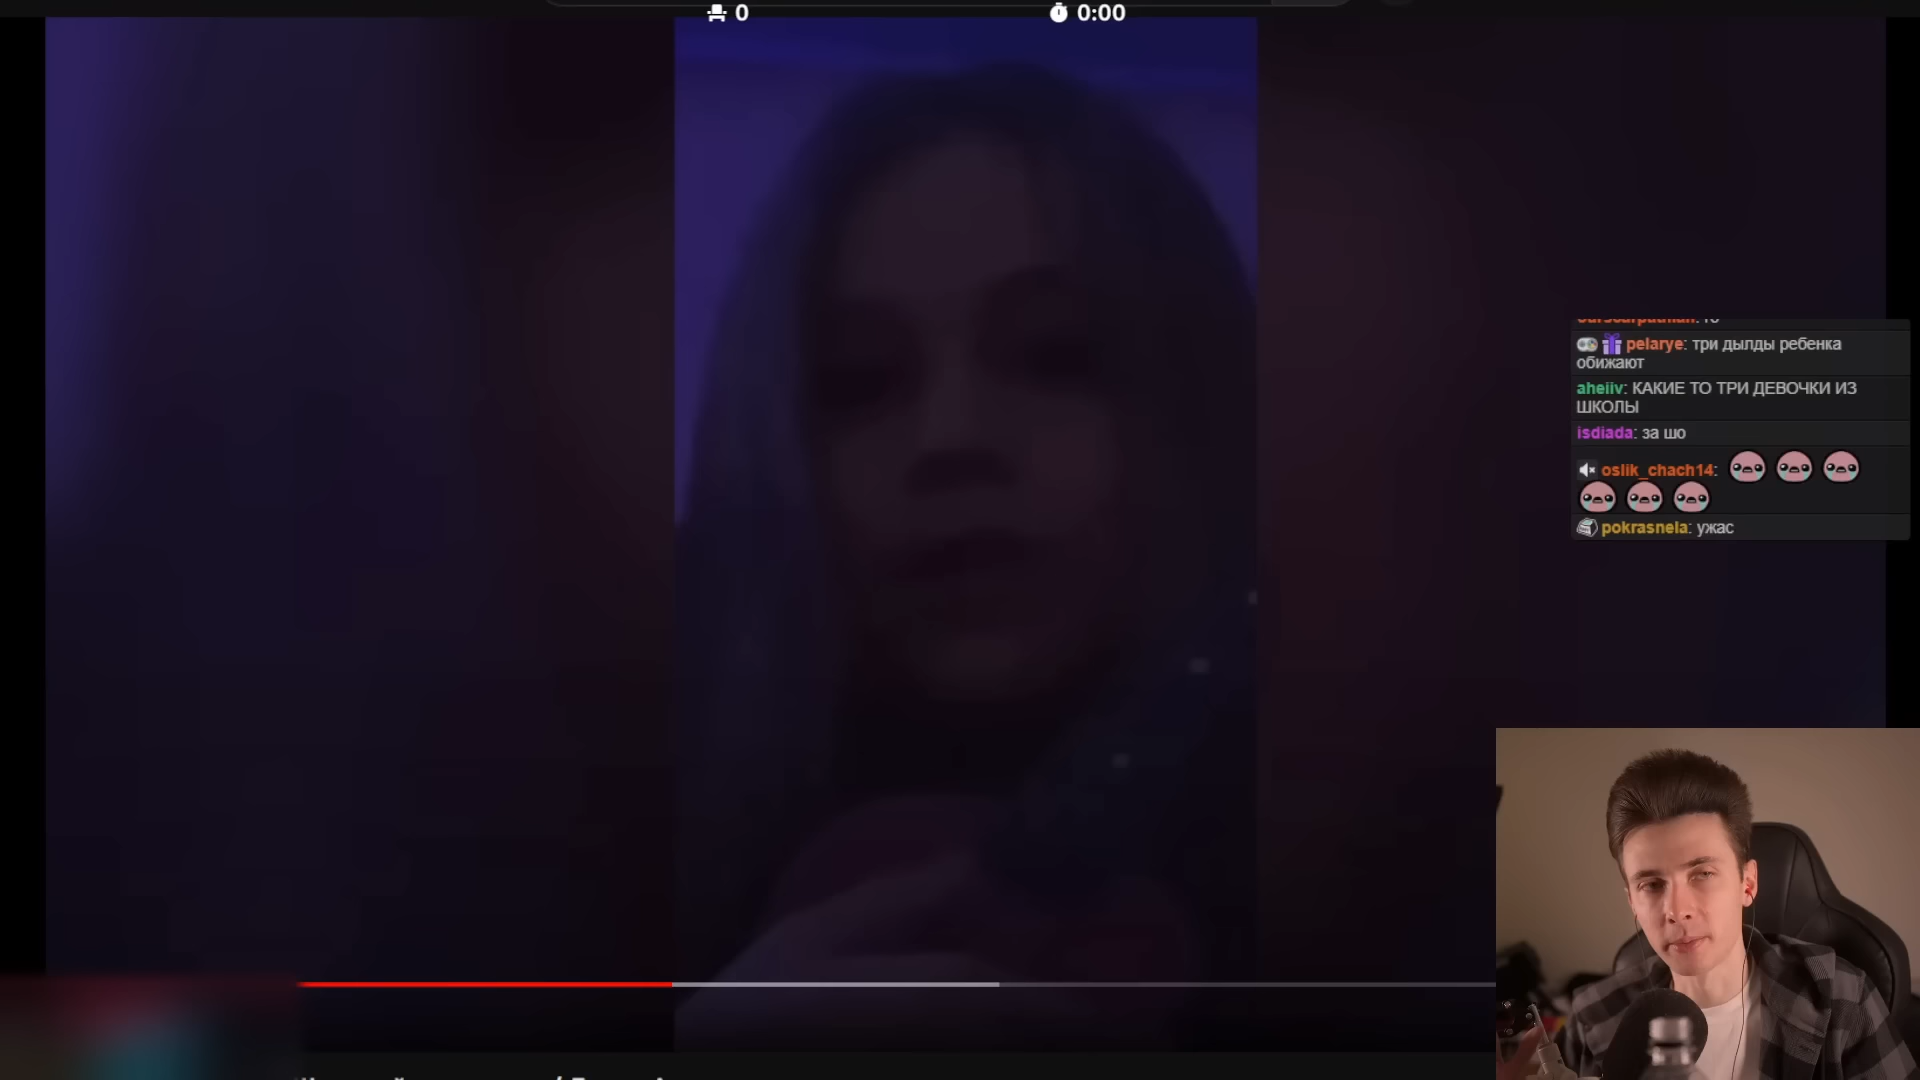 0
0:00
pelarye: три дылды ребенка
обижают
aheiiv: КАКИЕ ТО ТРИ ДЕВОЧКИ ИЗ
ШКОЛЫ
isdiada: за шо
oslik_chach14:
pokrasnela: ужас